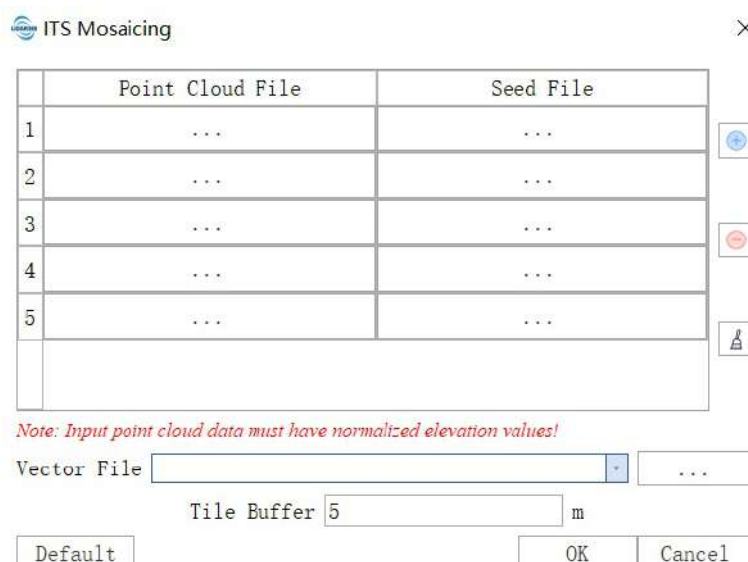 ITS Mosaicing
Point Cloud File Seed File
1 ... ...
2 ... ...
3 ... ...
4 ... ...
5 ... ...
Note: Input point cloud data must have normalized elevation values!
Vector File ...
Tile Buffer 5 m
Default OK Cancel